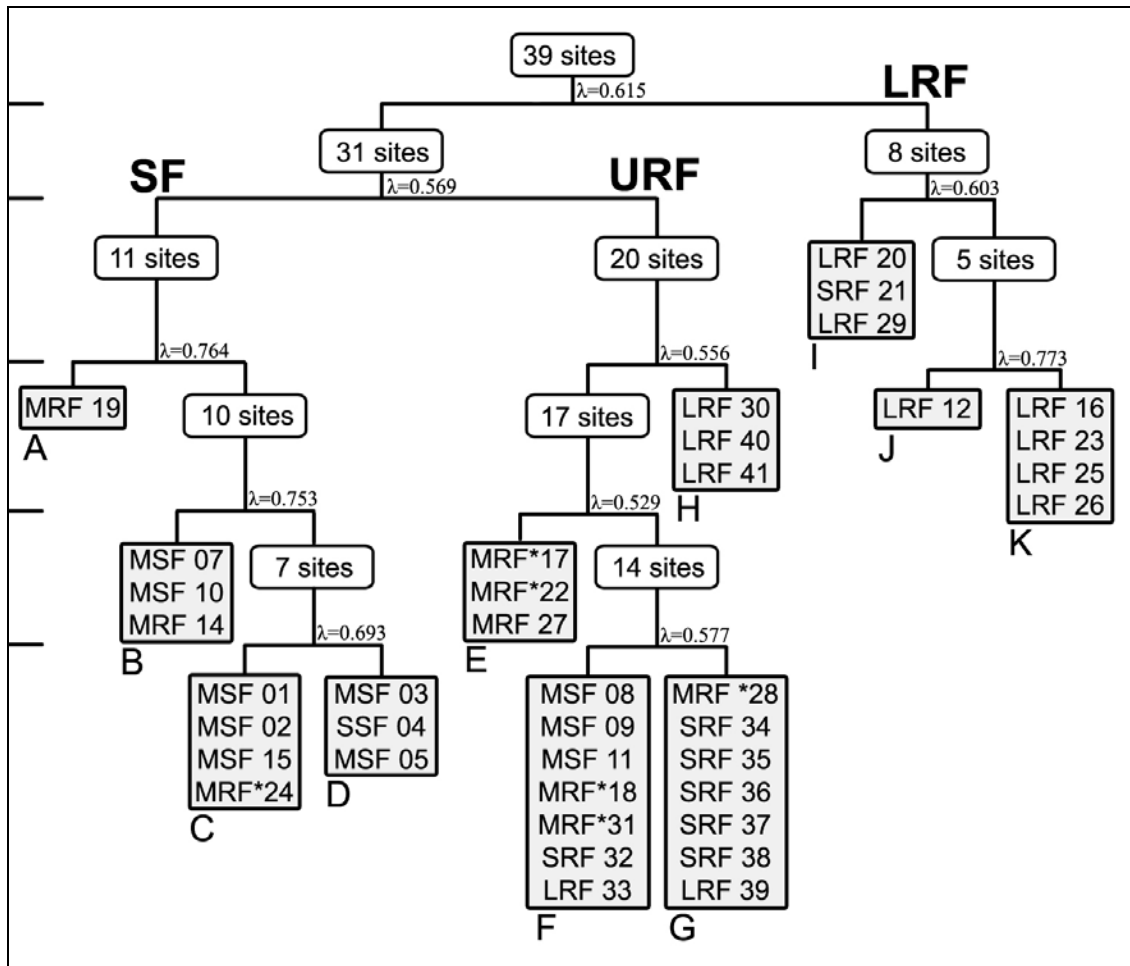 39 sites
λ=0.615
LRF
31 sites
8 sites
SF
λ=0.569
URF
λ=0.603
11 sites
20 sites
LRF 20
SRF 21
LRF 29
I
5 sites
λ=0.764
λ=0.556
λ=0.773
MRF 19
A
10 sites
17 sites
LRF 30
LRF 40
LRF 41
H
LRF 12
J
LRF 16
LRF 23
LRF 25
LRF 26
K
λ=0.753
λ=0.529
MSF 07
MSF 10
MRF 14
B
7 sites
MRF*17
MRF*22
MRF 27
E
14 sites
λ=0.693
λ=0.577
MSF 01
MSF 02
MSF 15
MRF*24
C
MSF 03
SSF 04
MSF 05
D
MSF 08
MSF 09
MSF 11
MRF*18
MRF*31
SRF 32
LRF 33
F
MRF *28
SRF 34
SRF 35
SRF 36
SRF 37
SRF 38
LRF 39
G